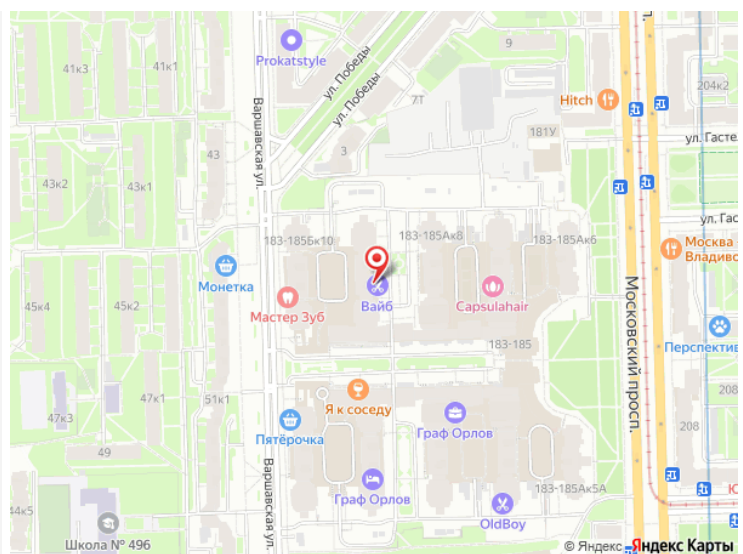 9
204к2
41к3
41к1
Prokatstyle
ул. Победы
ул. Победы
7Т
Hitch
181У
ул. Гасте
Варшавская ул.
43
3
43к2
43к1
183-185Бк10
183-185Ак8
183-185Ак6
ул. Гас
Москва
Владиво
Монетка
Мастер Зуб
Вайб
Capsulahair
Московский просп.
45к4
45к1
183-185
Перспектив
Я к соседу
51к1
47к3
47к1
Пятёрочка
Граф Орлов
208
208
49
Варшавская ул.
Граф Орлов
183-185Ак5А
44к5
Школа № 496
OldBoy
Ю
© Яндекс
Яндекс Карты